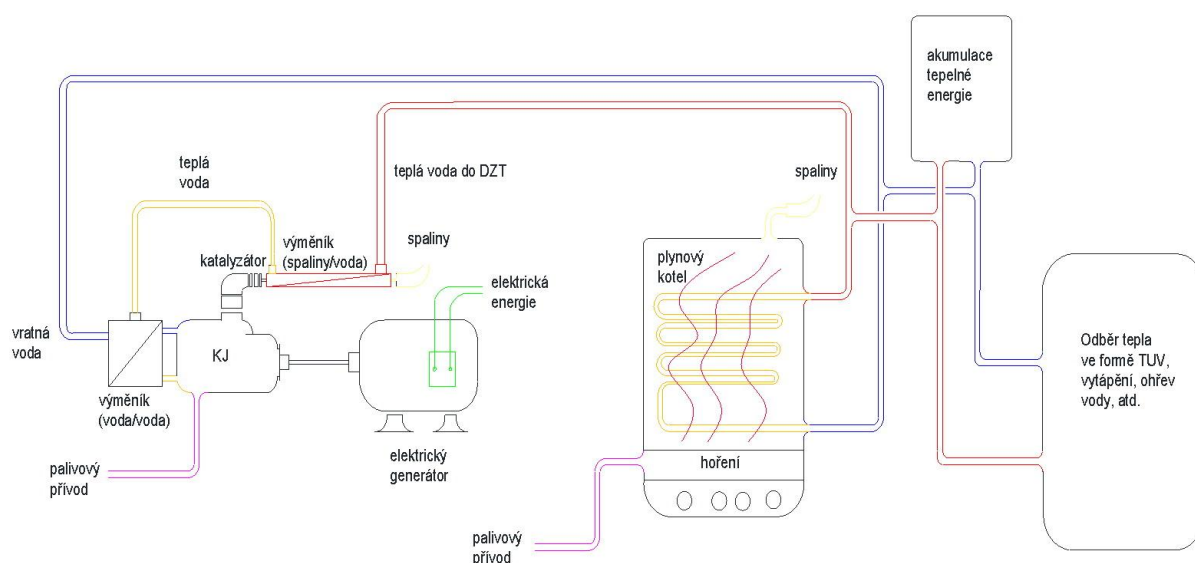 akumulace
tepelné
energie
teplá
voda
teplá voda do DZT
spaliny
katalyzátor
výměník
(spaliny/voda)
spaliny
plynový
kotel
elektrická
energie
vratná
voda
KJ
výměník
(voda/voda)
Odběr tepla
ve formě TUV,
vytápění, ohřev
vody, atd.
elektrický
generátor
hoření
palivový
přívod
palivový
přívod